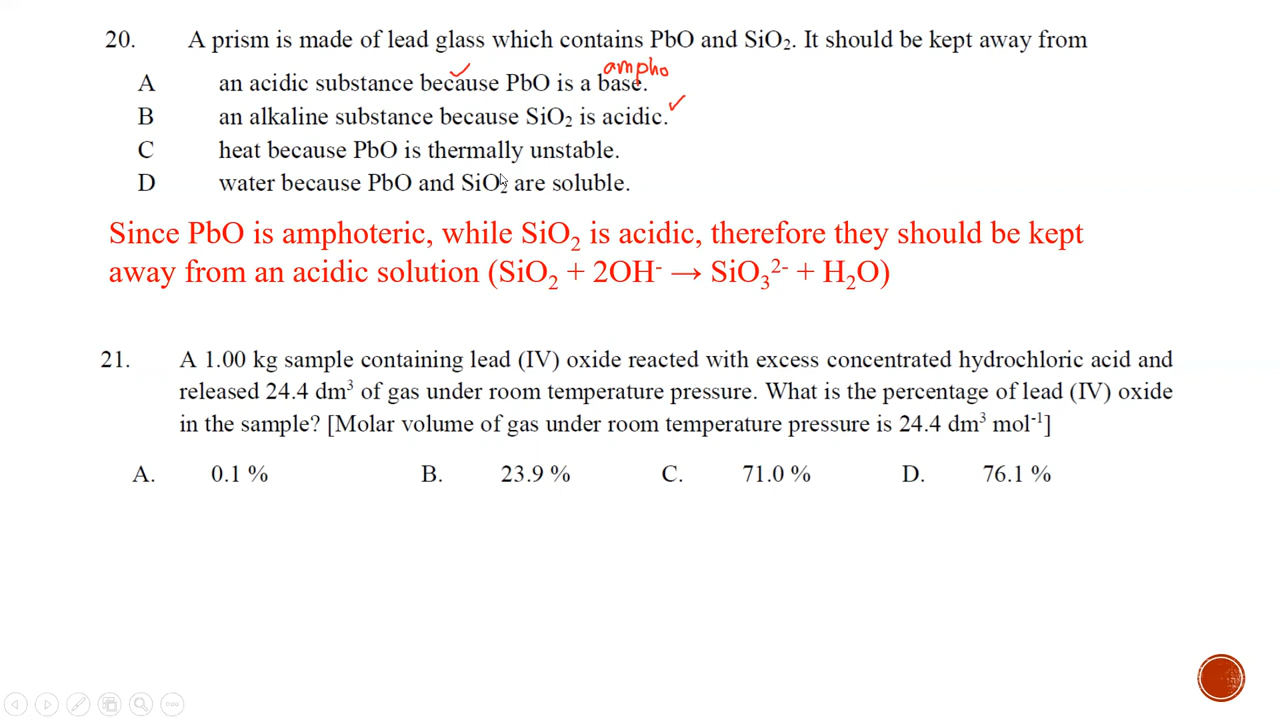 20. A prism is made of lead glass which contains PbO and SiO₂. It should be kept away from
ampho
A an acidic substance because PbO is a base.
B an alkaline substance because SiO₂ is acidic.
C heat because PbO is thermally unstable.
D water because PbO and SiO₂ are soluble.
Since PbO is amphoteric, while SiO₂ is acidic, therefore they should be kept
away from an acidic solution (SiO₂ + 2OH⁻ → SiO₃²⁻ + H₂O)
21. A 1.00 kg sample containing lead (IV) oxide reacted with excess concentrated hydrochloric acid and
released 24.4 dm³ of gas under room temperature pressure. What is the percentage of lead (IV) oxide
in the sample? [Molar volume of gas under room temperature pressure is 24.4 dm³ mol⁻¹]
A. 0.1 % B. 23.9 % C. 71.0 % D. 76.1 %